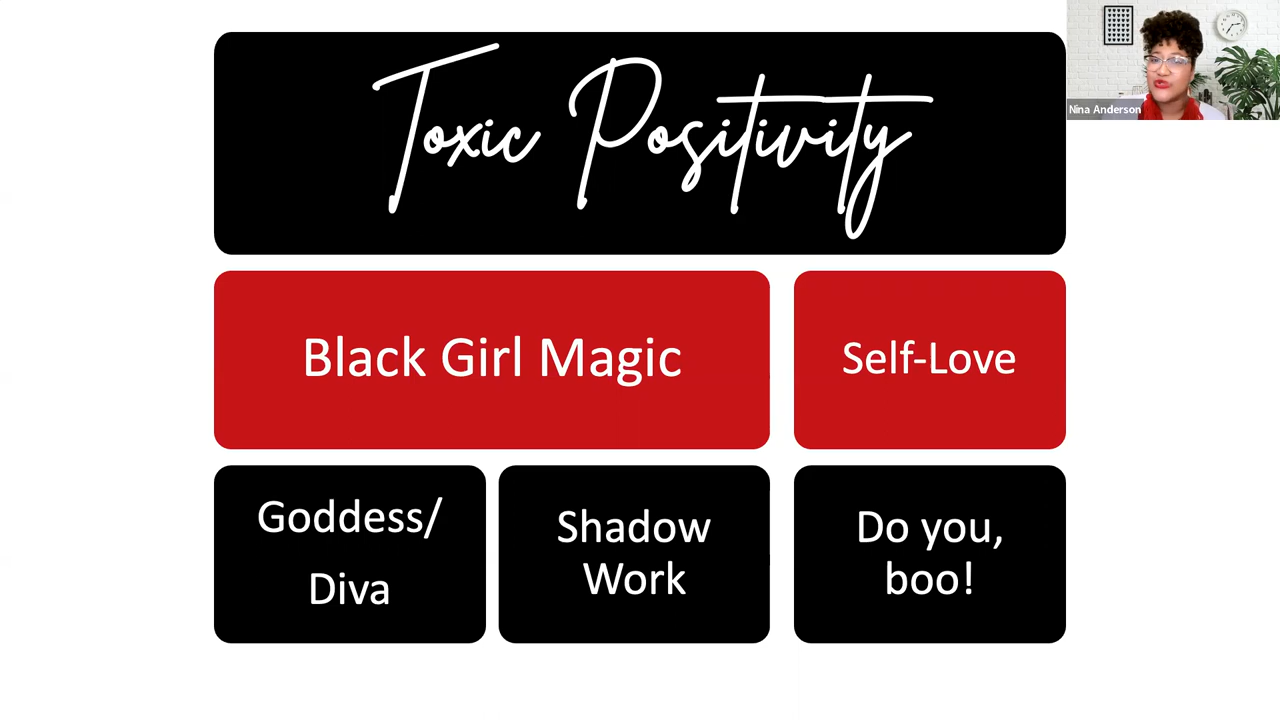 Toxic Positivity
Nina Anderson
Black Girl Magic
Self-Love
Goddess/
Diva
Shadow
Work
Do you,
boo!